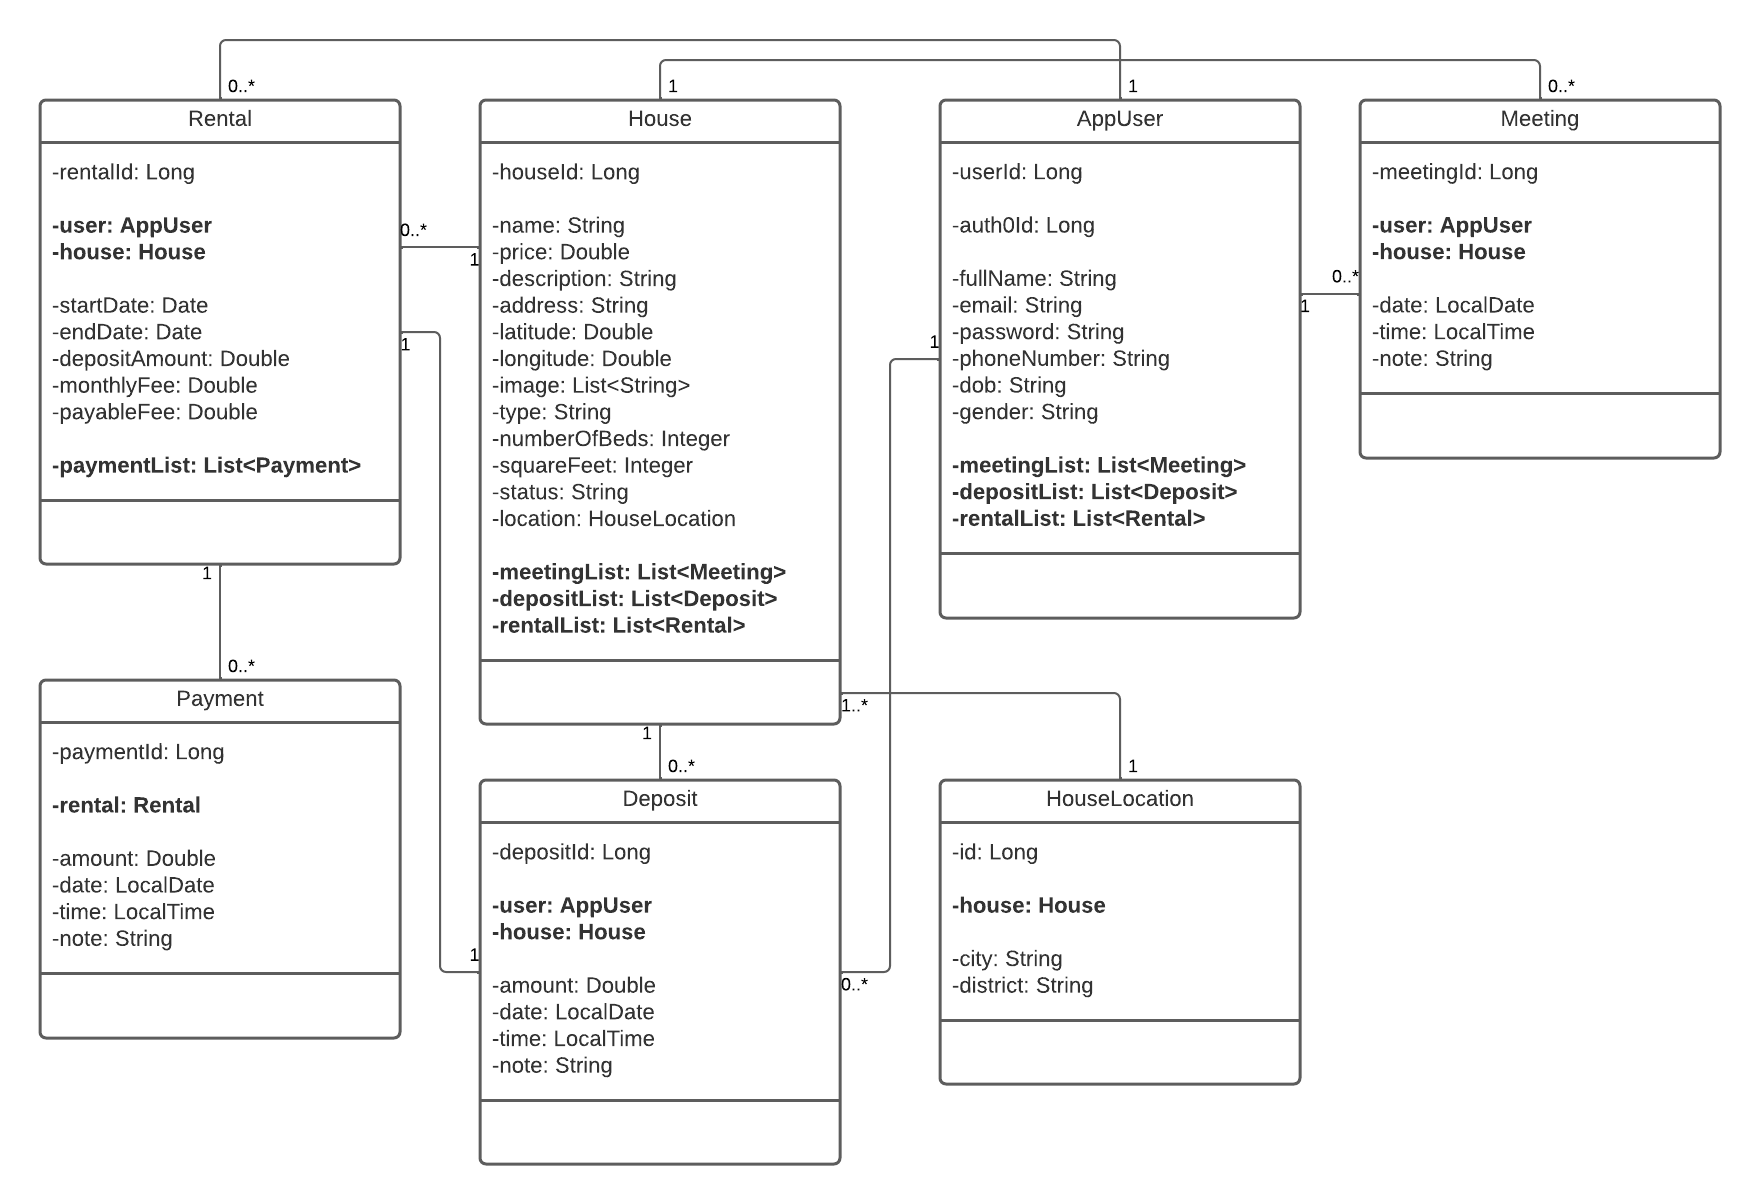 0..*
1
1
0..*
Rental
-rentalId: Long
-user: AppUser
-house: House
-startDate: Date
-endDate: Date
-depositAmount: Double
-monthlyFee: Double
-payableFee: Double
-paymentList: List<Payment>
0..*
1
1
1
0..*
House
-houseId: Long
-name: String
-price: Double
-description: String
-address: String
-latitude: Double
-longitude: Double
-image: List<String>
-type: String
-numberOfBeds: Integer
-squareFeet: Integer
-status: String
-location: HouseLocation
-meetingList: List<Meeting>
-depositList: List<Deposit>
-rentalList: List<Rental>
1
0..*
1..*
1
AppUser
-userId: Long
-auth0Id: Long
-fullName: String
-email: String
-password: String
-phoneNumber: String
-dob: String
-gender: String
-meetingList: List<Meeting>
-depositList: List<Deposit>
-rentalList: List<Rental>
1
1
0..*
Meeting
-meetingId: Long
-user: AppUser
-house: House
-date: LocalDate
-time: LocalTime
-note: String
Payment
-paymentId: Long
-rental: Rental
-amount: Double
-date: LocalDate
-time: LocalTime
-note: String
1
Deposit
-depositId: Long
-user: AppUser
-house: House
-amount: Double
-date: LocalDate
-time: LocalTime
-note: String
0..*
HouseLocation
-id: Long
-house: House
-city: String
-district: String